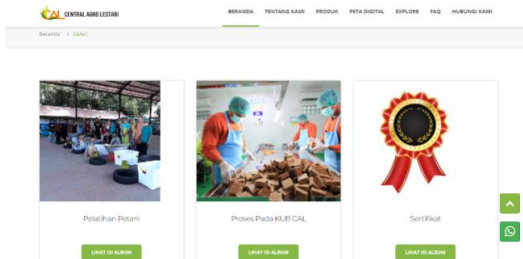 CENTRAL AGRO LESTARI
BERANDA TENTANG KAMI PRODUK PETA DIGITAL EXPLORE FAQ HUBUNGI KAMI
Beranda / Galeri
Pelatihan Petani
Proses Pada KUB CAL
Sertifikat
LIHAT ISI ALBUM
LIHAT ISI ALBUM
LIHAT ISI ALBUM